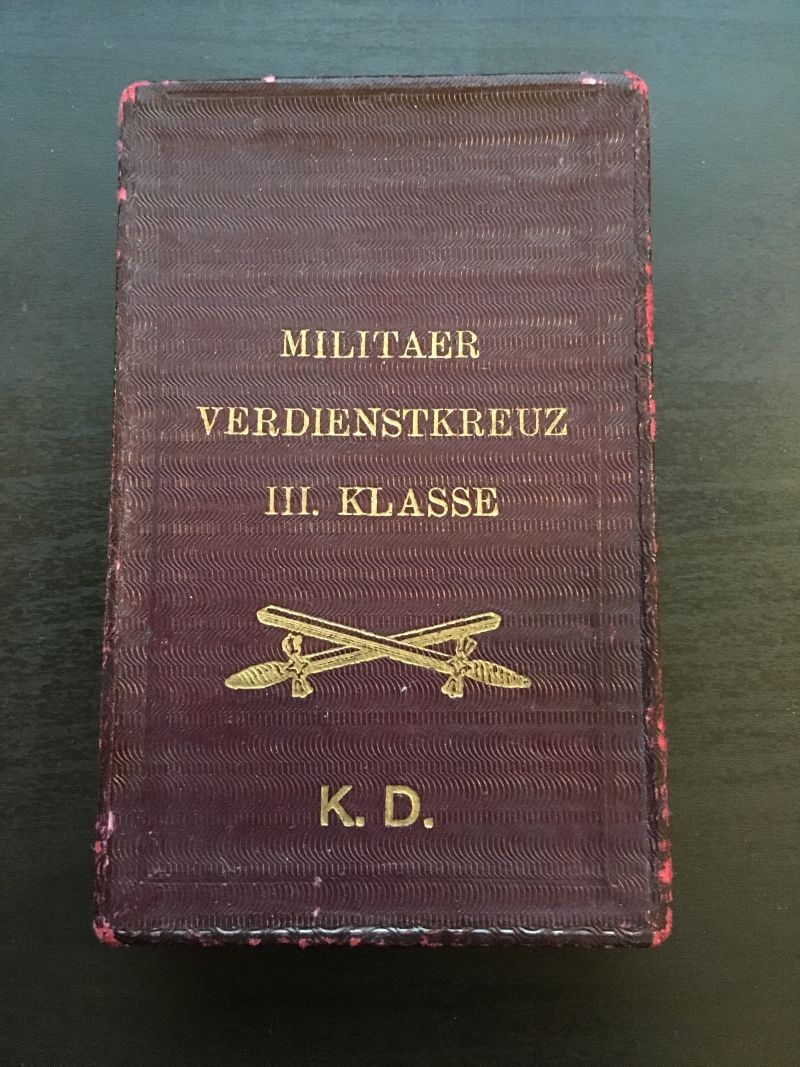 MILITAER
VERDIENSTKREUZ
III. KLASSE
K. D.